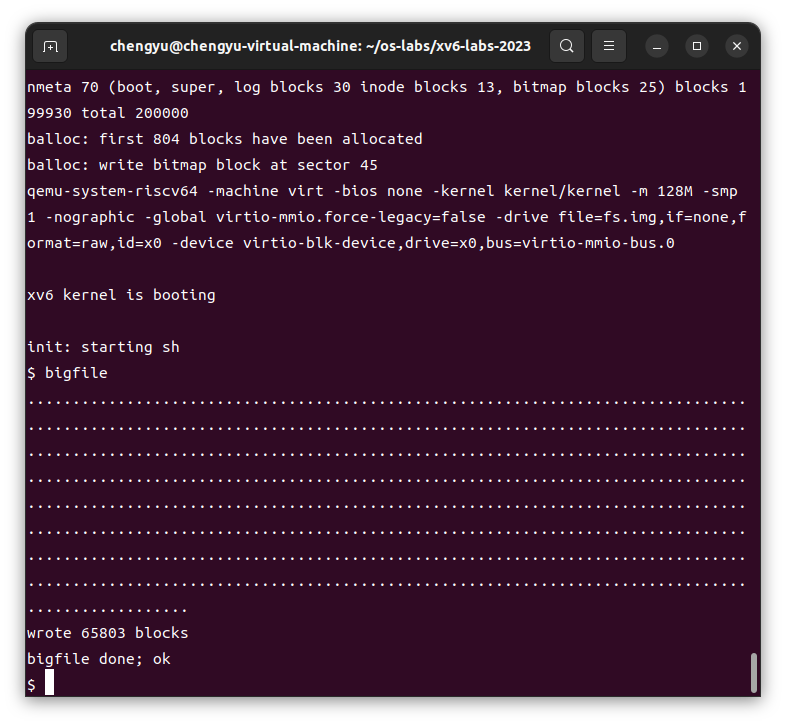 chengyu@chengyu-virtual-machine: ~/os-labs/xv6-labs-2023
nmeta 70 (boot, super, log blocks 30 inode blocks 13, bitmap blocks 25) blocks 1
99930 total 200000
balloc: first 804 blocks have been allocated
balloc: write bitmap block at sector 45
qemu-system-riscv64 -machine virt -bios none -kernel kernel/kernel -m 128M -smp
1 -nographic -global virtio-mmio.force-legacy=false -drive file=fs.img,if=none,f
ormat=raw,id=x0 -device virtio-blk-device,drive=x0,bus=virtio-mmio-bus.0
xv6 kernel is booting
init: starting sh
$ bigfile
................................................................................
................................................................................
................................................................................
................................................................................
................................................................................
................................................................................
................................................................................
................................................................................
..................
wrote 65803 blocks
bigfile done; ok
$